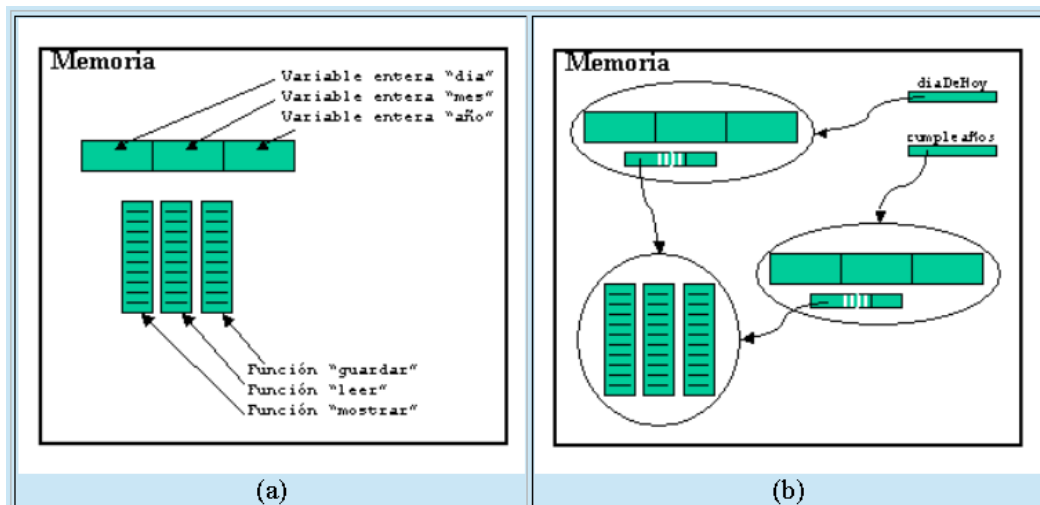 Memoria
Variable entera "dia"
Variable entera "mes"
Variable entera "año"
Función "guardar"
Función "leer"
Función "mostrar"
(a)
Memoria
diaDeHoy
cumpleaños
(b)